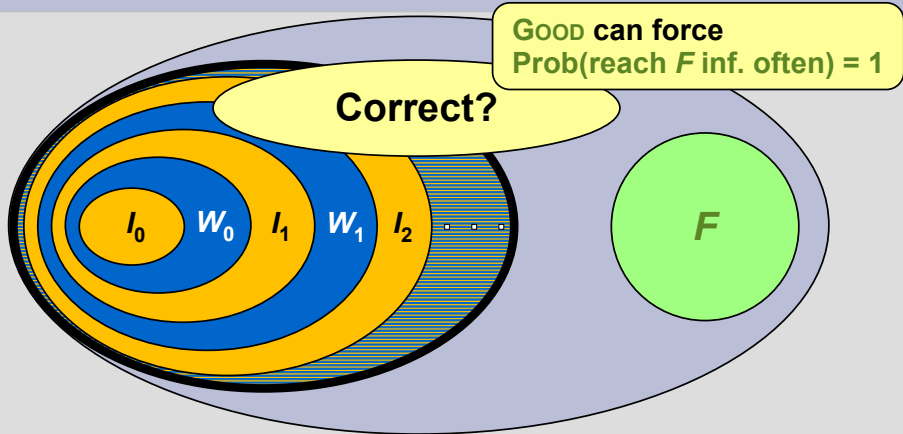 GOOD can force
Prob(reach F inf. often) = 1
Correct?
I0 W0 I1 W1 I2 . . .
F